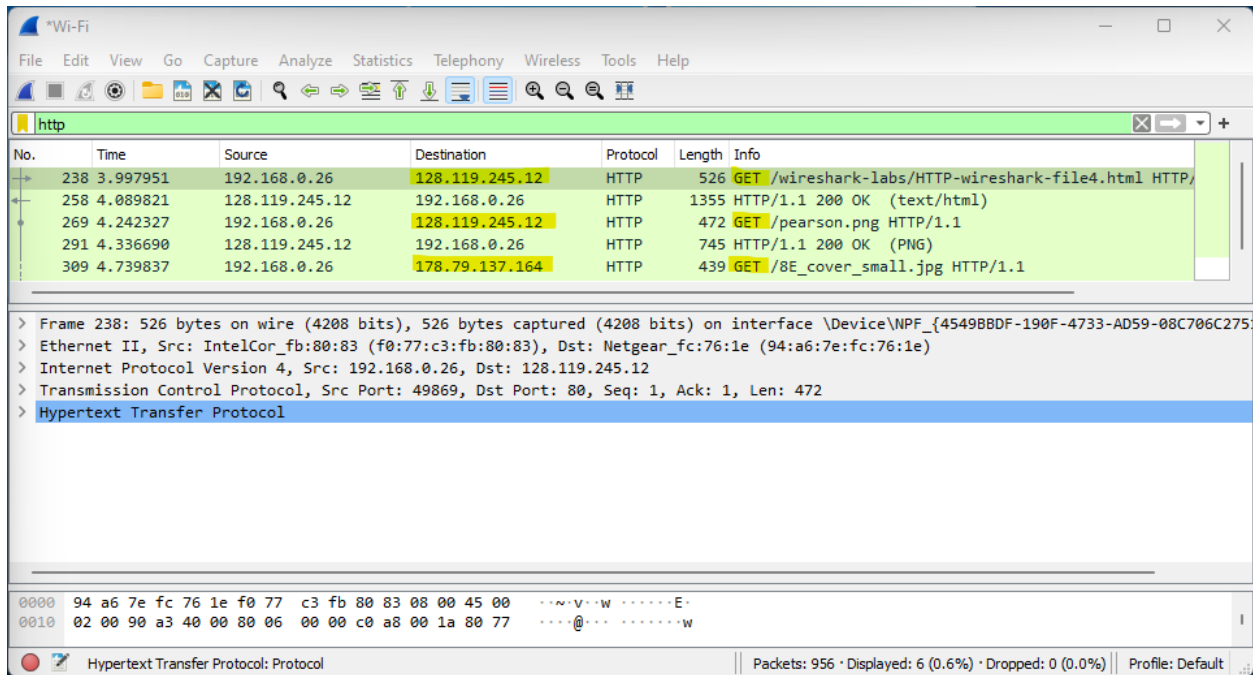 *Wi-Fi
File Edit View Go Capture Analyze Statistics Telephony Wireless Tools Help
http
No. Time Source Destination Protocol Length Info
238 3.997951 192.168.0.26 128.119.245.12 HTTP 526 GET /wireshark-labs/HTTP-wireshark-file4.html HTTP/
258 4.089821 128.119.245.12 192.168.0.26 HTTP 1355 HTTP/1.1 200 OK (text/html)
269 4.242327 192.168.0.26 128.119.245.12 HTTP 472 GET /pearson.png HTTP/1.1
291 4.336690 128.119.245.12 192.168.0.26 HTTP 745 HTTP/1.1 200 OK (PNG)
309 4.739837 192.168.0.26 178.79.137.164 HTTP 439 GET /8E_cover_small.jpg HTTP/1.1
> Frame 238: 526 bytes on wire (4208 bits), 526 bytes captured (4208 bits) on interface \Device\NPF_{4549BBDF-190F-4733-AD59-08C706C2751
> Ethernet II, Src: IntelCor_fb:80:83 (f0:77:c3:fb:80:83), Dst: Netgear_fc:76:1e (94:a6:7e:fc:76:1e)
> Internet Protocol Version 4, Src: 192.168.0.26, Dst: 128.119.245.12
> Transmission Control Protocol, Src Port: 49869, Dst Port: 80, Seq: 1, Ack: 1, Len: 472
> Hypertext Transfer Protocol
0000 94 a6 7e fc 76 1e f0 77 c3 fb 80 83 08 00 45 00 ··~·v··w ······E·
0010 02 00 90 a3 40 00 80 06 00 00 c0 a8 00 1a 80 77 ····@··· ·······w
Hypertext Transfer Protocol: Protocol Packets: 956 · Displayed: 6 (0.6%) · Dropped: 0 (0.0%) Profile: Default